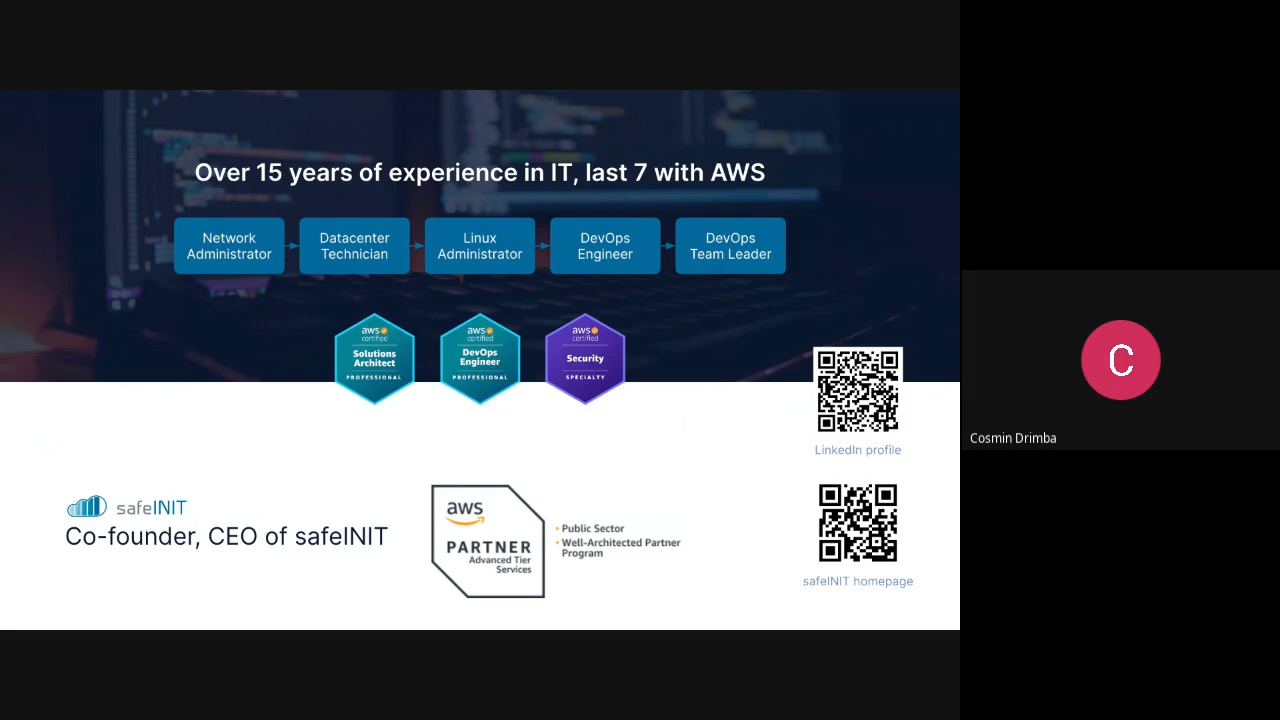 Over 15 years of experience in IT, last 7 with AWS
Network
Administrator
Datacenter
Technician
Linux
Administrator
DevOps
Engineer
DevOps
Team Leader
aws
certified
Solutions
Architect
PROFESSIONAL
aws
certified
DevOps
Engineer
PROFESSIONAL
aws
certified
Security
SPECIALTY
LinkedIn profile
safeINIT
Co-founder, CEO of safeINIT
aws
PARTNER
Advanced Tier
Services
• Public Sector
• Well-Architected Partner
Program
safeINIT homepage
C
Cosmin Drimba